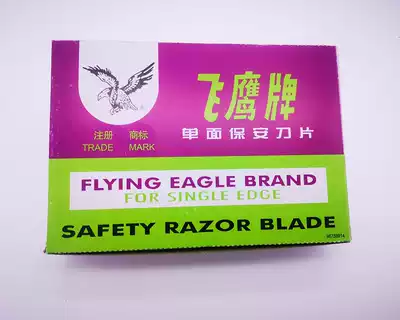 飞鹰牌
单面保安刀片
注册 商标
TRADE MARK
FLYING EAGLE BRAND
FOR SINGLE EDGE
SAFETY RAZOR BLADE